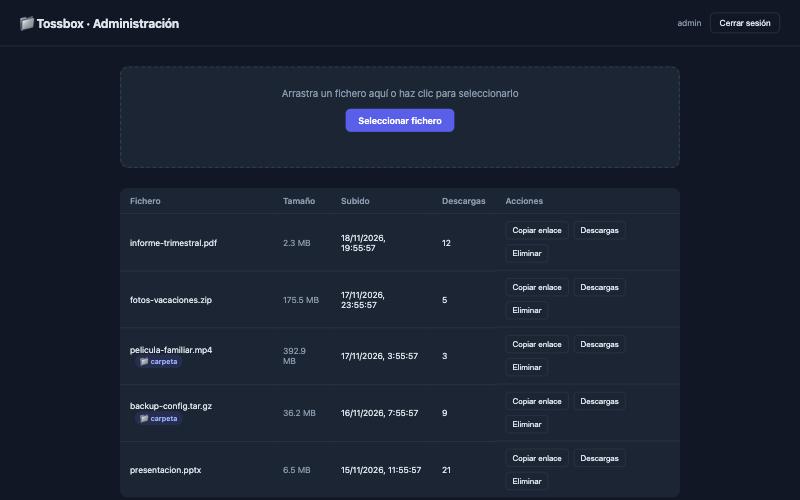 Tossbox · Administración
admin
Cerrar sesión
Arrastra un fichero aquí o haz clic para seleccionarlo
Seleccionar fichero
Fichero Tamaño Subido Descargas Acciones
informe-trimestral.pdf 2.3 MB 18/11/2026, 19:55:57 12 Copiar enlace Descargas Eliminar
fotos-vacaciones.zip 175.5 MB 17/11/2026, 23:55:57 5 Copiar enlace Descargas Eliminar
pelicula-familiar.mp4 carpeta 392.9 MB 17/11/2026, 3:55:57 3 Copiar enlace Descargas Eliminar
backup-config.tar.gz carpeta 36.2 MB 16/11/2026, 7:55:57 9 Copiar enlace Descargas Eliminar
presentacion.pptx 6.5 MB 15/11/2026, 11:55:57 21 Copiar enlace Descargas Eliminar